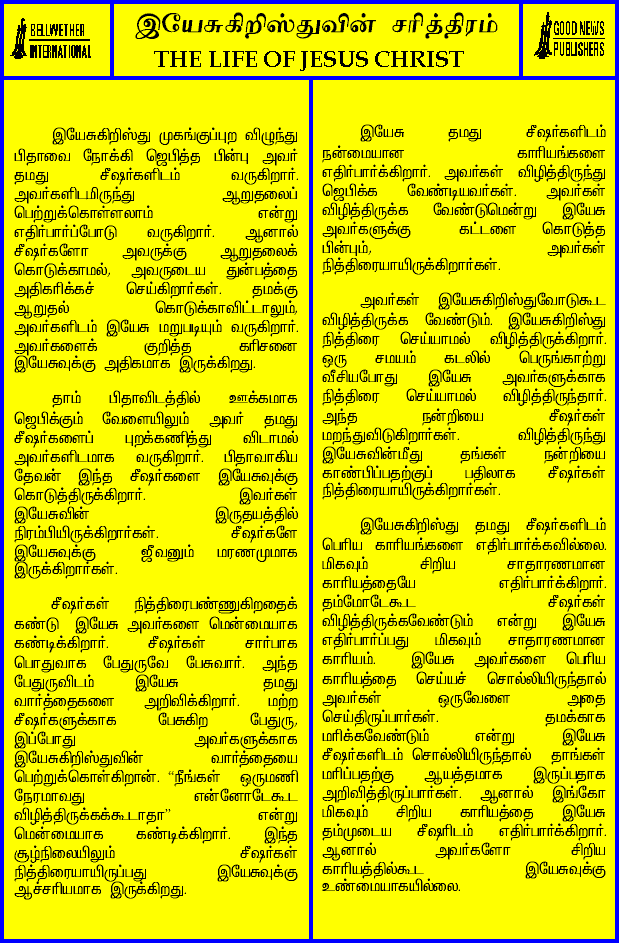 BELLWETHER
INTERNATIONAL
இயேசுகிறிஸ்துவின் சரித்திரம்
THE LIFE OF JESUS CHRIST
GOOD NEWS
PUBLISHERS
இயேசுகிறிஸ்து முகங்குப்புற விழுந்து
பிதாவை நோக்கி ஜெபித்த பின்பு அவர்
தமது சீஷர்களிடம் வருகிறார்.
அவர்களிடமிருந்து ஆறுதலைப்
பெற்றுக்கொள்ளலாம் என்று
எதிர்பார்ப்போடு வருகிறார். ஆனால்
சீஷர்களோ அவருக்கு ஆறுதலைக்
கொடுக்காமல், அவருடைய துன்பத்தை
அதிகரிக்கச் செய்கிறார்கள். தமக்கு
ஆறுதல் கொடுக்காவிட்டாலும்,
அவர்களிடம் இயேசு மறுபடியும் வருகிறார்.
அவர்களைக் குறித்த கரிசனை
இயேசுவுக்கு அதிகமாக இருக்கிறது.
தாம் பிதாவிடத்தில் ஊக்கமாக
ஜெபிக்கும் வேளையிலும் அவர் தமது
சீஷர்களைப் புறக்கணித்து விடாமல்
அவர்களிடமாக வருகிறார். பிதாவாகிய
தேவன் இந்த சீஷர்களை இயேசுவுக்கு
கொடுத்திருக்கிறார். இவர்கள்
இயேசுவின் இருதயத்தில்
நிரம்பியிருக்கிறார்கள். சீஷர்களே
இயேசுவுக்கு ஜீவனும் மரணமுமாக
இருக்கிறார்கள்.
சீஷர்கள் நித்திரைபண்ணுகிறதைக்
கண்டு இயேசு அவர்களை மென்மையாக
கண்டிக்கிறார். சீஷர்கள் சார்பாக
பொதுவாக பேதுருவே பேசுவார். அந்த
பேதுருவிடம் இயேசு தமது
வார்த்தைகளை அறிவிக்கிறார். மற்ற
சீஷர்களுக்காக பேசுகிற பேதுரு,
இப்போது அவர்களுக்காக
இயேசுகிறிஸ்துவின் வார்த்தையை
பெற்றுக்கொள்கிறான். “நீங்கள் ஒருமணி
நேரமாவது என்னோடேகூட
விழித்திருக்கக்கூடாதா” என்று
மென்மையாக கண்டிக்கிறார். இந்த
சூழ்நிலையிலும் சீஷர்கள்
நித்திரையாயிருப்பது இயேசுவுக்கு
ஆச்சரியமாக இருக்கிறது.
இயேசு தமது சீஷர்களிடம்
நன்மையான காரியங்களை
எதிர்பார்க்கிறார். அவர்கள் விழித்திருந்து
ஜெபிக்க வேண்டியவர்கள். அவர்கள்
விழித்திருக்க வேண்டுமென்று இயேசு
அவர்களுக்கு கட்டளை கொடுத்த
பின்பும், அவர்கள்
நித்திரையாயிருக்கிறார்கள்.
அவர்கள் இயேசுகிறிஸ்துவோடுகூட
விழித்திருக்க வேண்டும். இயேசுகிறிஸ்து
நித்திரை செய்யாமல் விழித்திருக்கிறார்.
ஒரு சமயம் கடலில் பெருங்காற்று
வீசியபோது இயேசு அவர்களுக்காக
நித்திரை செய்யாமல் விழித்திருந்தார்.
அந்த நன்றியை சீஷர்கள்
மறந்துவிடுகிறார்கள். விழித்திருந்து
இயேசுவின்மீது தங்கள் நன்றியை
காண்பிப்பதற்குப் பதிலாக சீஷர்கள்
நித்திரையாயிருக்கிறார்கள்.
இயேசுகிறிஸ்து தமது சீஷர்களிடம்
பெரிய காரியங்களை எதிர்பார்க்கவில்லை.
மிகவும் சிறிய சாதாரணமான
காரியத்தையே எதிர்பார்க்கிறார்.
தம்மோடேகூட சீஷர்கள்
விழித்திருக்கவேண்டும் என்று இயேசு
எதிர்பார்ப்பது மிகவும் சாதாரணமான
காரியம். இயேசு அவர்களை பெரிய
காரியத்தை செய்யச் சொல்லியிருந்தால்
அவர்கள் ஒருவேளை அதை
செய்திருப்பார்கள். தமக்காக
மரிக்கவேண்டும் என்று இயேசு
சீஷர்களிடம் சொல்லியிருந்தால் தாங்கள்
மரிப்பதற்கு ஆயத்தமாக இருப்பதாக
அறிவித்திருப்பார்கள். ஆனால் இங்கோ
மிகவும் சிறிய காரியத்தை இயேசு
தம்முடைய சீஷரிடம் எதிர்பார்க்கிறார்.
ஆனால் அவர்களோ சிறிய
காரியத்தில்கூட இயேசுவுக்கு
உண்மையாகயில்லை.